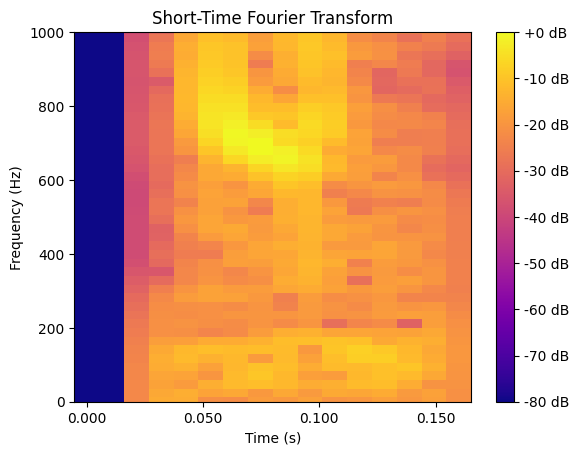 Short-Time Fourier Transform
1000
800
600
400
200
0
Frequency (Hz)
0.000
0.050
0.100
0.150
Time (s)
+0 dB
-10 dB
-20 dB
-30 dB
-40 dB
-50 dB
-60 dB
-70 dB
-80 dB